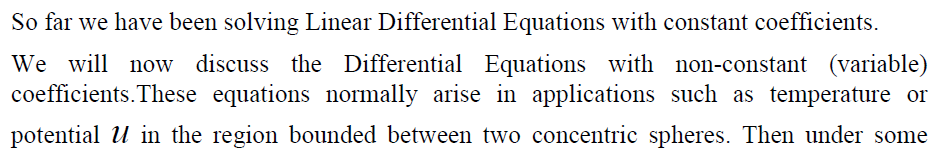 So far we have been solving Linear Differential Equations with constant coefficients.
We will now discuss the Differential Equations with non-constant (variable)
coefficients.These equations normally arise in applications such as temperature or
potential u in the region bounded between two concentric spheres. Then under some